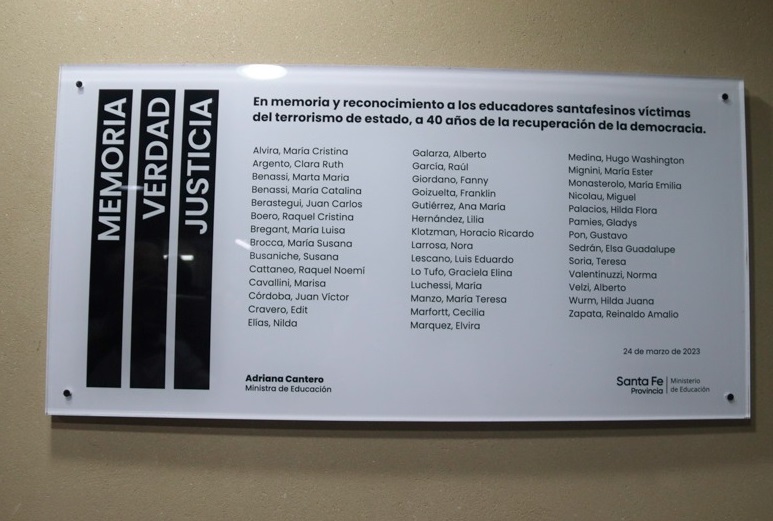 MEMORIA
VERDAD
JUSTICIA
En memoria y reconocimiento a los educadores santafesinos víctimas
del terrorismo de estado, a 40 años de la recuperación de la democracia.
Alvira, María Cristina
Argento, Clara Ruth
Benassi, Marta María
Benassi, María Catalina
Berastegui, Juan Carlos
Boero, Raquel Cristina
Bregant, María Luisa
Brocca, María Susana
Busaniche, Susana
Cattaneo, Raquel Noemí
Cavallini, Marisa
Córdoba, Juan Víctor
Cravero, Edit
Elías, Nilda
Galarza, Alberto
García, Raúl
Giordano, Fanny
Goizuelta, Franklin
Gutiérrez, Ana María
Hernández, Lilia
Klotzman, Horacio Ricardo
Larrosa, Nora
Lescano, Luis Eduardo
Lo Tufo, Graciela Elina
Luchessi, María
Manzo, María Teresa
Marfortt, Cecilia
Marquez, Elvira
Medina, Hugo Washington
Mignini, María Ester
Monasterolo, María Emilia
Nicolau, Miguel
Palacios, Hilda Flora
Pamies, Gladys
Pon, Gustavo
Sedrán, Elsa Guadalupe
Soria, Teresa
Valentinuzzi, Norma
Velzi, Alberto
Wurm, Hilda Juana
Zapata, Reinaldo Amalio
24 de marzo de 2023
Adriana Cantero
Ministra de Educación
Santa Fe
Provincia
Ministerio
de Educación